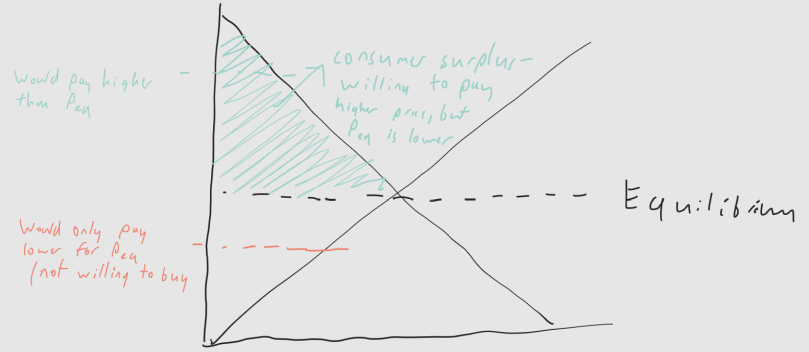 Would pay higher
than Peq
consumer surplus -
willing to pay
higher price, but
Peq is lower
Equilibrium
Would only pay
lower for Peq
(not willing to buy